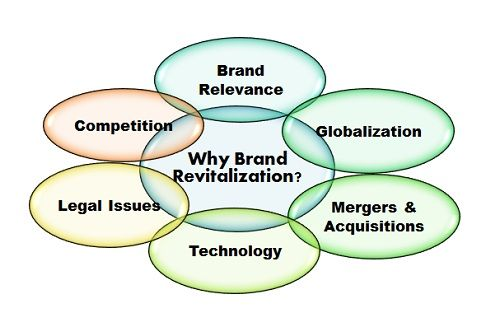 Brand
Relevance
Competition
Globalization
Why Brand
Revitalization?
Legal Issues
Mergers &
Acquisitions
Technology